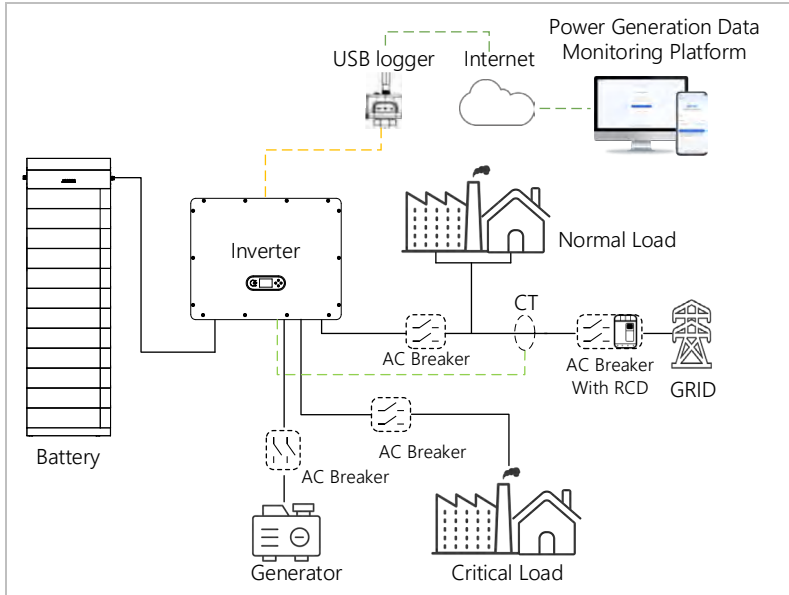 Power Generation Data
Monitoring Platform
USB logger
Internet
Inverter
Normal Load
CT
AC Breaker
AC Breaker
With RCD
GRID
Battery
AC Breaker
AC Breaker
Generator
Critical Load